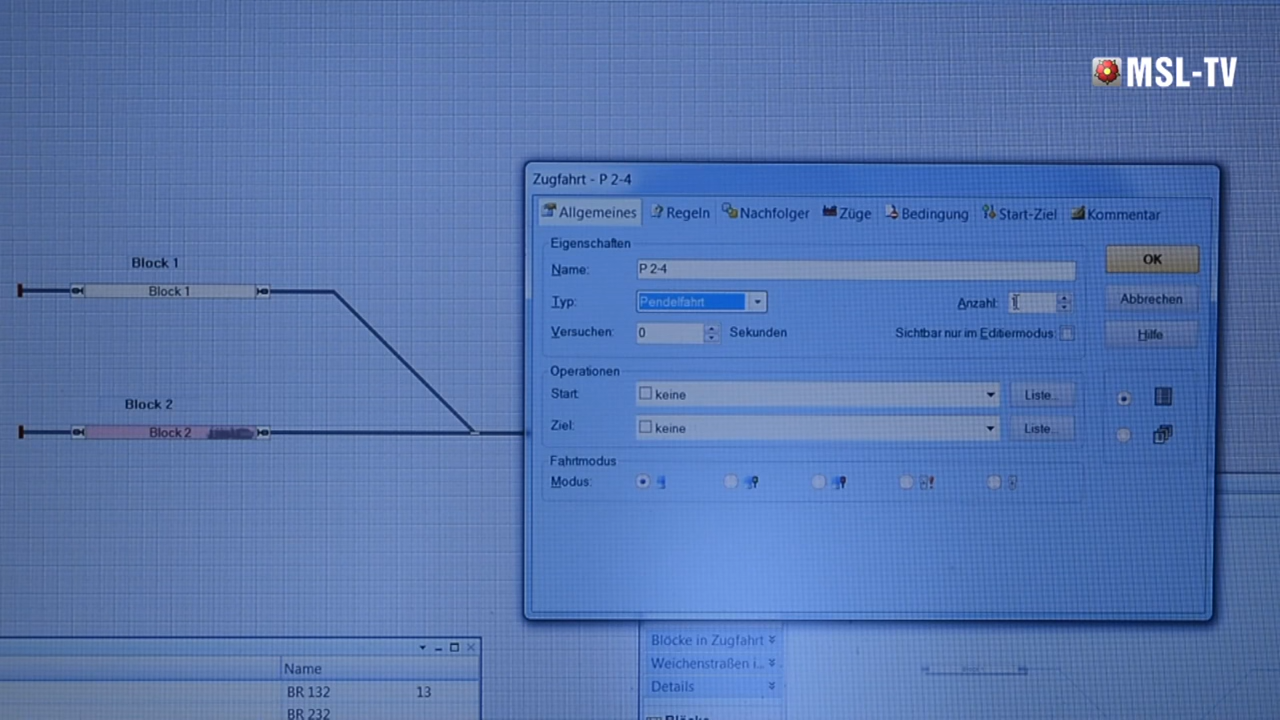 MSL-TV
Zugfahrt - P 2-4
Allgemeines Regeln Nachfolger Züge Bedingung Start-Ziel Kommentar
Eigenschaften
Name: P 2-4 OK
Typ: Pendelfahrt Anzahl: 1 Abbrechen
Versuchen: 0 Sekunden Sichtbar nur im Editiermodus: Hilfe
Operationen
Start: keine Liste...
Ziel: keine Liste...
Fahrtmodus
Modus:
Block 1
Block 1
Block 2
Block 2
Name
BR 132 13
BR 232
Blöcke in Zugfahrt
Weichenstraßen i...
Details
Blöcke